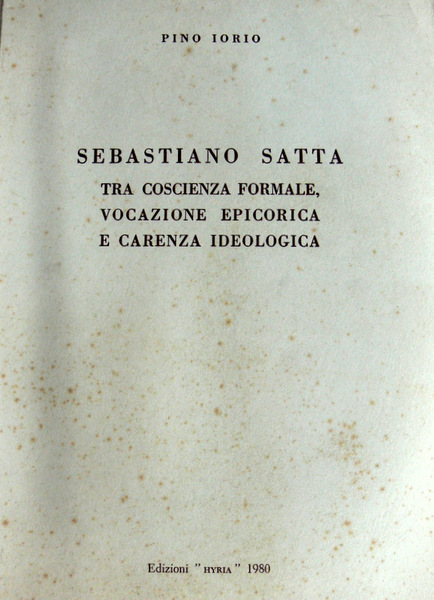 PINO IORIO
SEBASTIANO SATTA
TRA COSCIENZA FORMALE,
VOCAZIONE EPICORICA
E CARENZA IDEOLOGICA
Edizioni " HYRIA " 1980